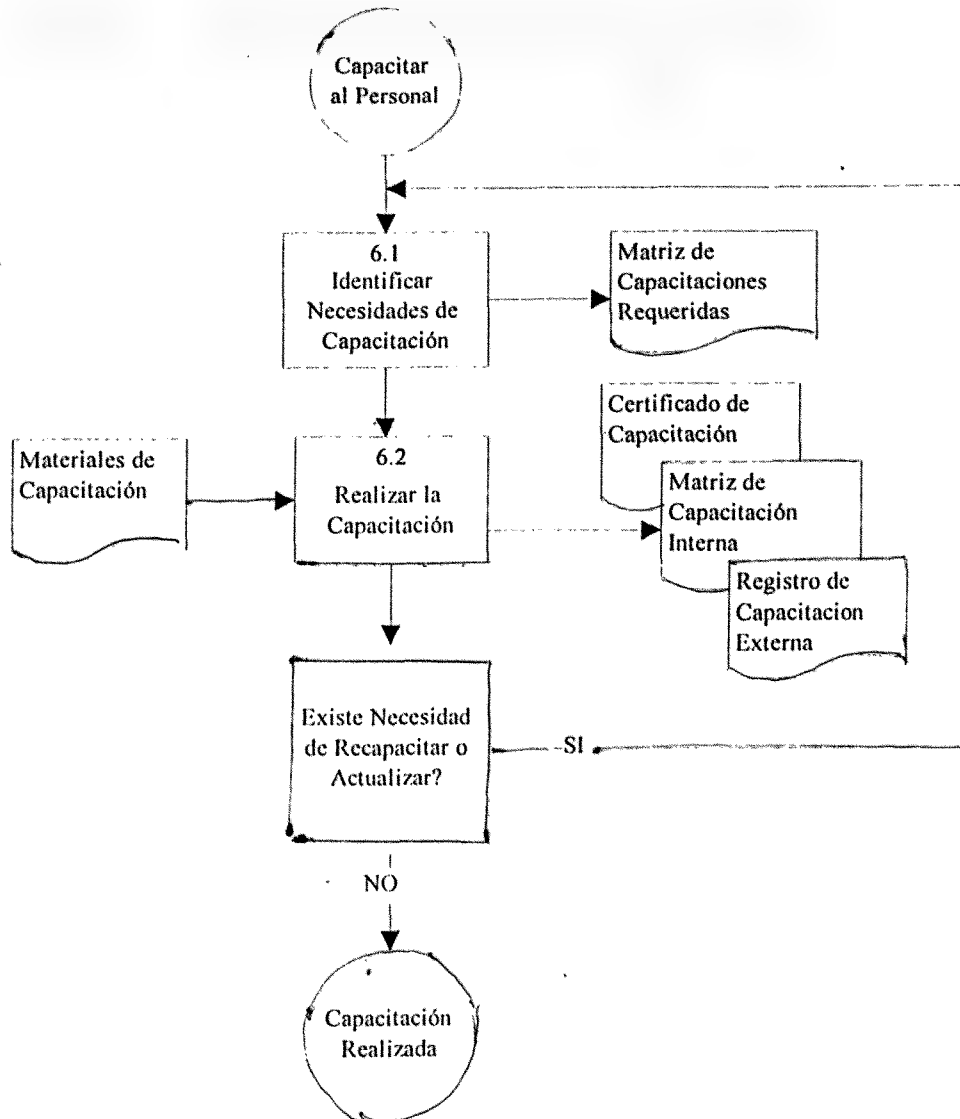 Capacitar
al Personal
6.1
Identificar
Necesidades de
Capacitación
Matriz de
Capacitaciones
Requeridas
Materiales de
Capacitación
6.2
Realizar la
Capacitación
Certificado de
Capacitación
Matriz de
Capacitación
Interna
Registro de
Capacitacion
Externa
Existe Necesidad
de Recapacitar o
Actualizar?
SI
NO
Capacitación
Realizada